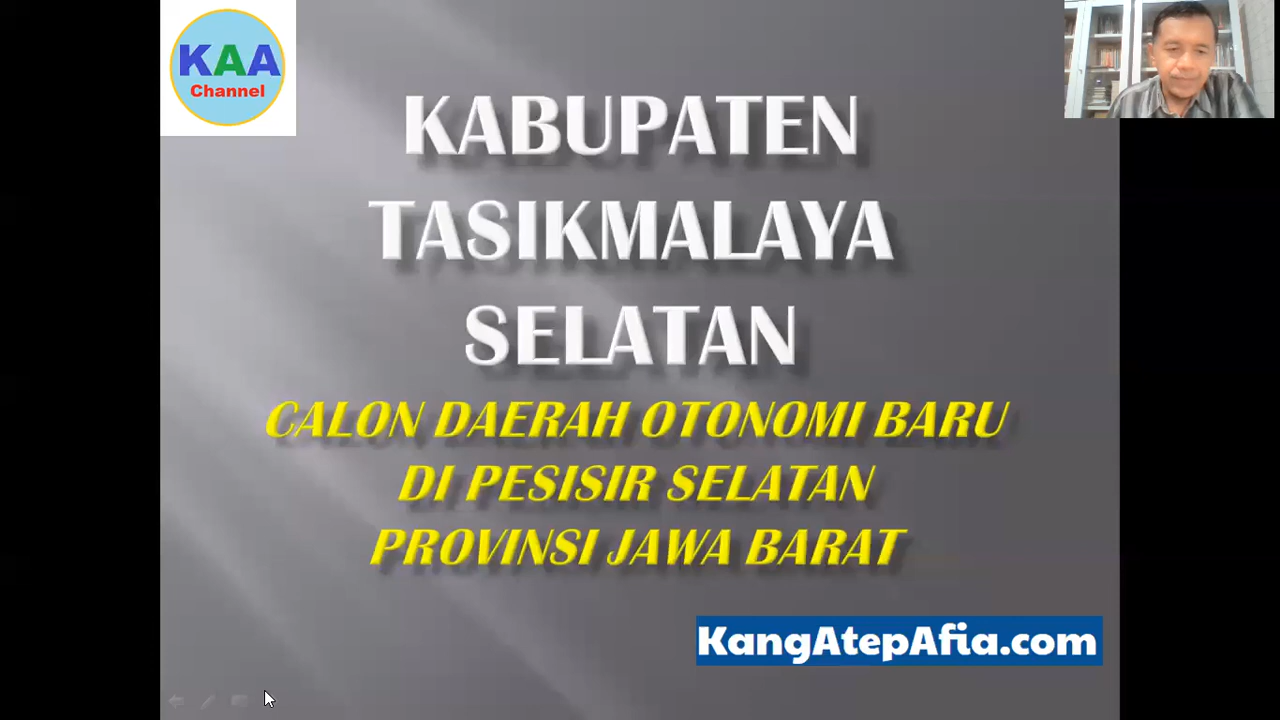 KAA
Channel
KABUPATEN
TASIKMALAYA
SELATAN
CALON DAERAH OTONOMI BARU
DI PESISIR SELATAN
PROVINSI JAWA BARAT
KangAtepAfia.com